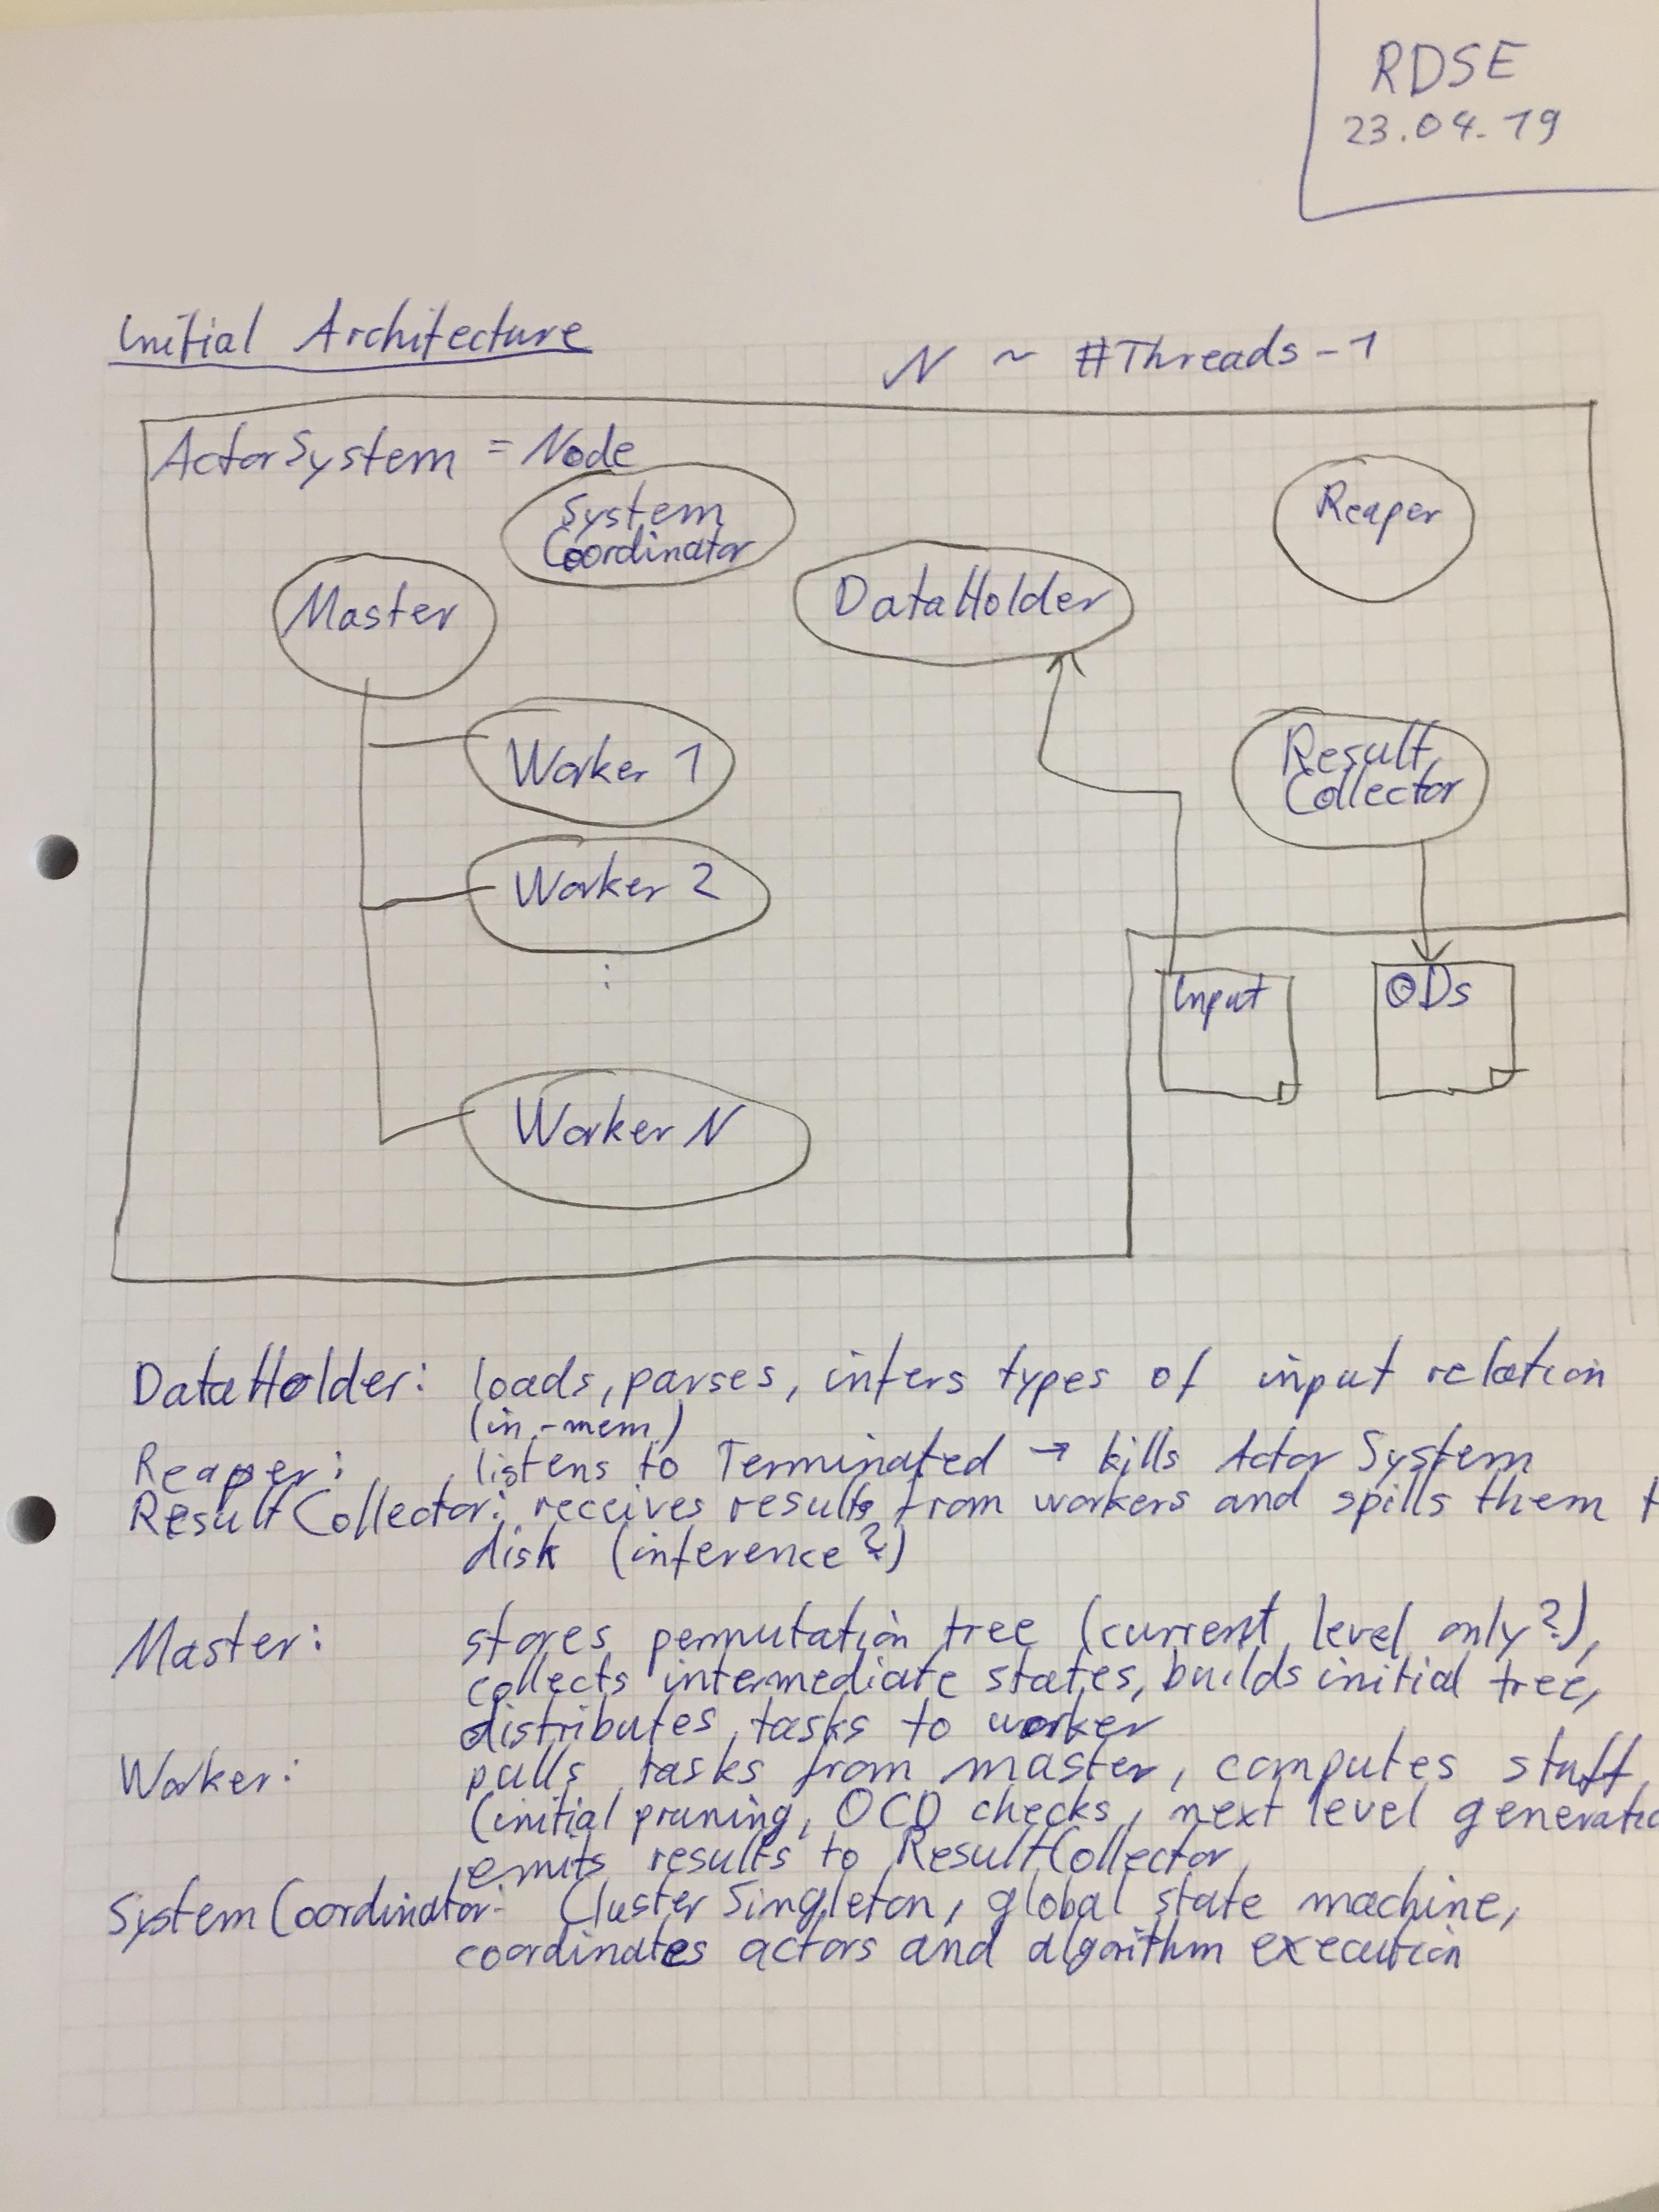 RDSE
23.04.19
Initial Architecture
N ~ #Threads-1
ActorSystem = Node
System
Coordinator
Reaper
Master
DataHolder
Worker 1
Result
Collector
Worker 2
:
Input
ODs
Worker N
DataHolder: loads, parses, infers types of input relation
(in-mem)
Reaper: listens to Terminated → kills Actor System
ResultCollector: receives results from workers and spills them t
disk (inference?)
Master: stores permutation tree (current level only?),
collects intermediate states, builds initial tree,
distributes tasks to worker
Worker: pulls tasks from master, computes stuff,
(initial pruning, OCD checks, next level generatio
emits results to ResultCollector
System Coordinator: Cluster Singleton, global state machine,
coordinates actors and algorithm execution